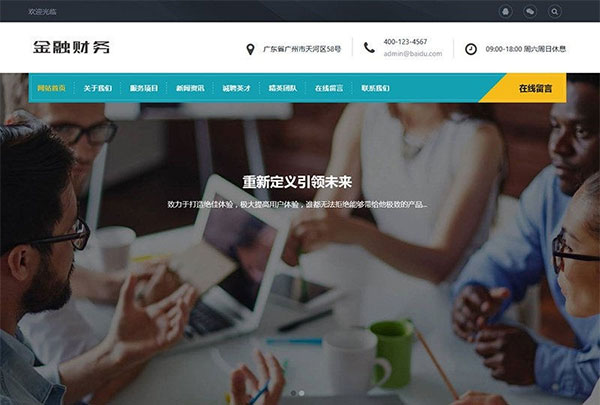 欢迎光临
金融财务
广东省广州市天河区58号
400-123-4567
admin@baidu.com
09:00-18:00 周六周日休息
网站首页 关于我们 服务项目 新闻资讯 诚聘英才 精英团队 在线留言 联系我们 在线留言
重新定义引领未来
致力于打造绝佳体验，极大提高用户体验，谁都无法拒绝能够带给他极致的产品...